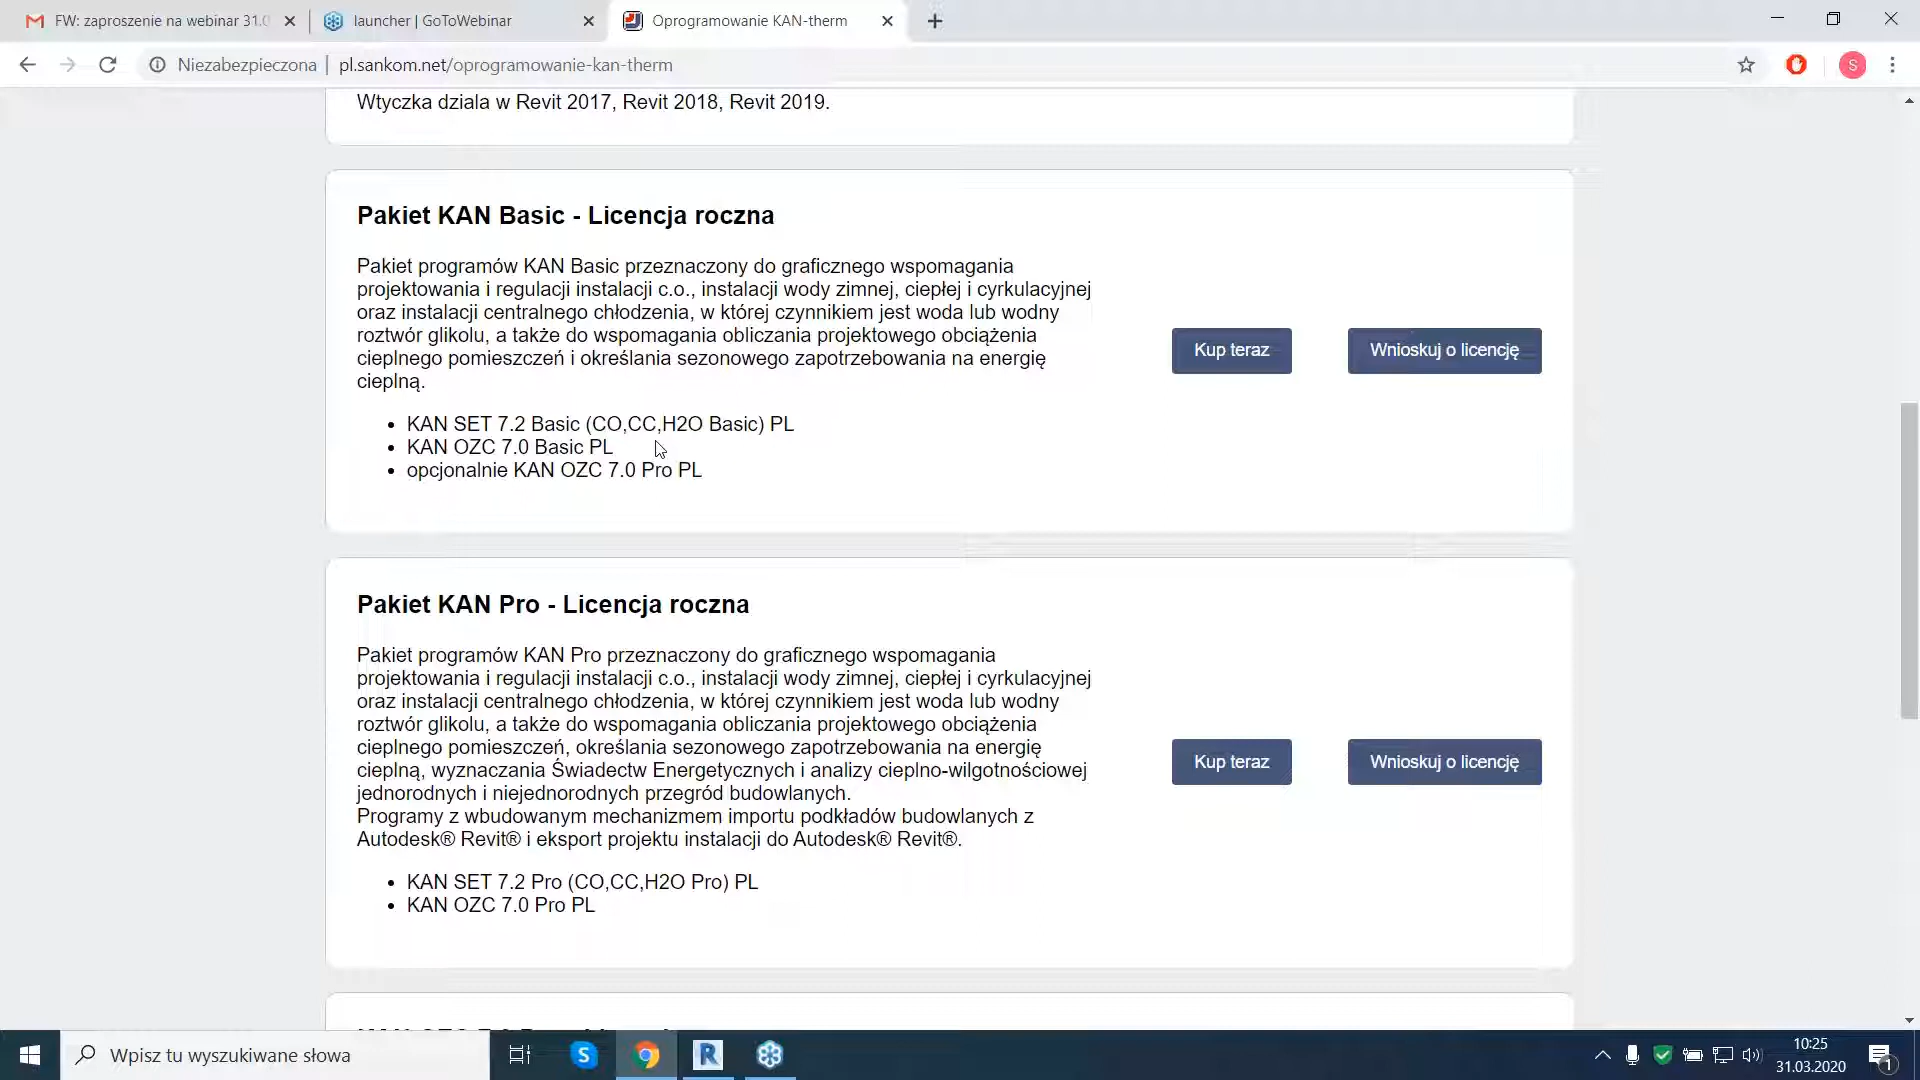 FW: zaproszenie na webinar 31.0
launcher | GoToWebinar
Oprogramowanie KAN-therm
Niezabezpieczona | pl.sankom.net/oprogramowanie-kan-therm
S
Wtyczka dziala w Revit 2017, Revit 2018, Revit 2019.
Pakiet KAN Basic - Licencja roczna
Pakiet programów KAN Basic przeznaczony do graficznego wspomagania
projektowania i regulacji instalacji c.o., instalacji wody zimnej, ciepłej i cyrkulacyjnej
oraz instalacji centralnego chłodzenia, w której czynnikiem jest woda lub wodny
roztwór glikolu, a także do wspomagania obliczania projektowego obciążenia
cieplnego pomieszczeń i określania sezonowego zapotrzebowania na energię
cieplną.
Kup teraz
Wnioskuj o licencję
• KAN SET 7.2 Basic (CO,CC,H2O Basic) PL
• KAN OZC 7.0 Basic PL
• opcjonalnie KAN OZC 7.0 Pro PL
Pakiet KAN Pro - Licencja roczna
Pakiet programów KAN Pro przeznaczony do graficznego wspomagania
projektowania i regulacji instalacji c.o., instalacji wody zimnej, ciepłej i cyrkulacyjnej
oraz instalacji centralnego chłodzenia, w której czynnikiem jest woda lub wodny
roztwór glikolu, a także do wspomagania obliczania projektowego obciążenia
cieplnego pomieszczeń, określania sezonowego zapotrzebowania na energię
cieplną, wyznaczania Świadectw Energetycznych i analizy cieplno-wilgotnościowej
jednorodnych i niejednorodnych przegród budowlanych.
Programy z wbudowanym mechanizmem importu podkładów budowlanych z
Autodesk® Revit® i eksport projektu instalacji do Autodesk® Revit®.
Kup teraz
Wnioskuj o licencję
• KAN SET 7.2 Pro (CO,CC,H2O Pro) PL
• KAN OZC 7.0 Pro PL
Wpisz tu wyszukiwane słowa
10:25
31.03.2020
1